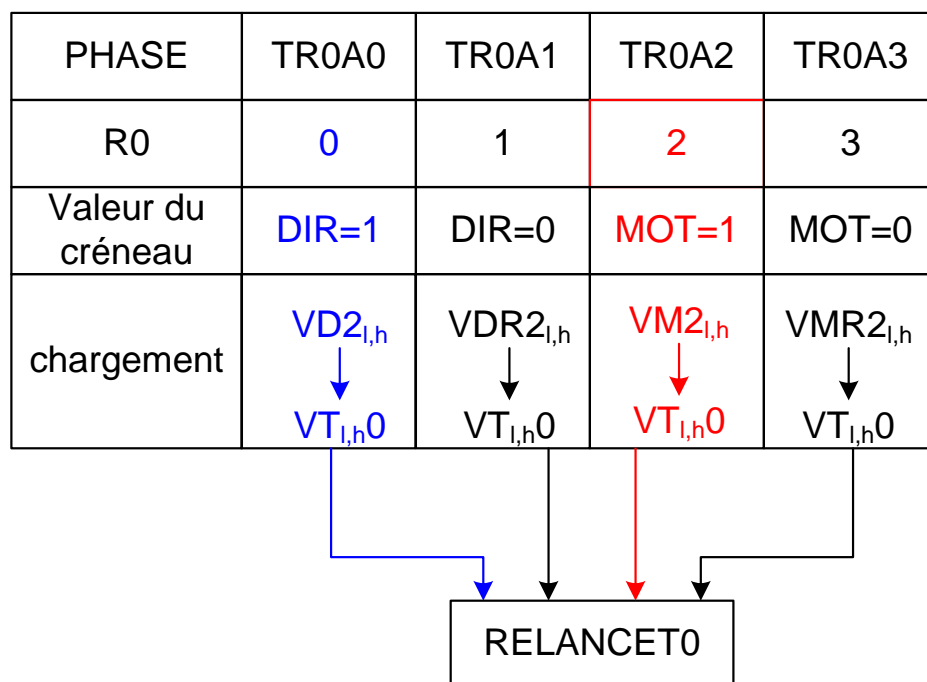 PHASE TR0A0 TR0A1 TR0A2 TR0A3
R0 0 1 2 3
Valeur du créneau DIR=1 DIR=0 MOT=1 MOT=0
chargement
VD2l,h VDR2l,h VM2l,h VMR2l,h
VTl,h0 VTl,h0 VTl,h0 VTl,h0
RELANCET0